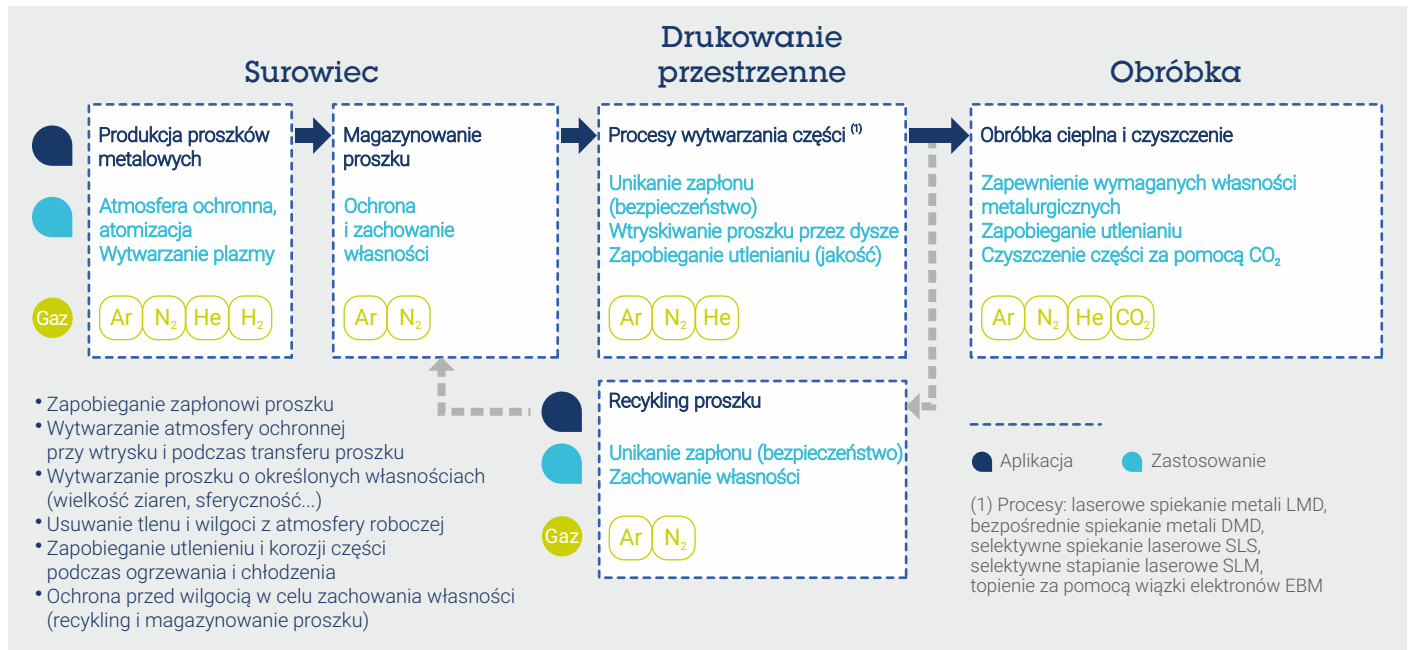 Surowiec
Drukowanie
przestrzenne
Obróbka
Produkcja proszków
metalowych
Atmosfera ochronna,
atomizacja
Wytwarzanie plazmy
Gaz
Ar N₂ He H₂
Magazynowanie
proszku
Ochrona
i zachowanie
własności
Ar N₂
Procesy wytwarzania części ⁽¹⁾
Unikanie zapłonu
(bezpieczeństwo)
Wtryskiwanie proszku przez dysze
Zapobieganie utlenianiu (jakość)
Ar N₂ He
Obróbka cieplna i czyszczenie
Zapewnienie wymaganych własności
metalurgicznych
Zapobieganie utlenianiu
Czyszczenie części za pomocą CO₂
Ar N₂ He CO₂
• Zapobieganie zapłonowi proszku
• Wytwarzanie atmosfery ochronnej
przy wtrysku i podczas transferu proszku
• Wytwarzanie proszku o określonych własnościach
(wielkość ziaren, sferyczność...)
• Usuwanie tlenu i wilgoci z atmosfery roboczej
• Zapobieganie utlenieniu i korozji części
podczas ogrzewania i chłodzenia
• Ochrona przed wilgocią w celu zachowania własności
(recykling i magazynowanie proszku)
Recykling proszku
Unikanie zapłonu (bezpieczeństwo)
Zachowanie własności
Gaz
Ar N₂
Aplikacja
Zastosowanie
(1) Procesy: laserowe spiekanie metali LMD,
bezpośrednie spiekanie metali DMD,
selektywne spiekanie laserowe SLS,
selektywne stapianie laserowe SLM,
topienie za pomocą wiązki elektronów EBM